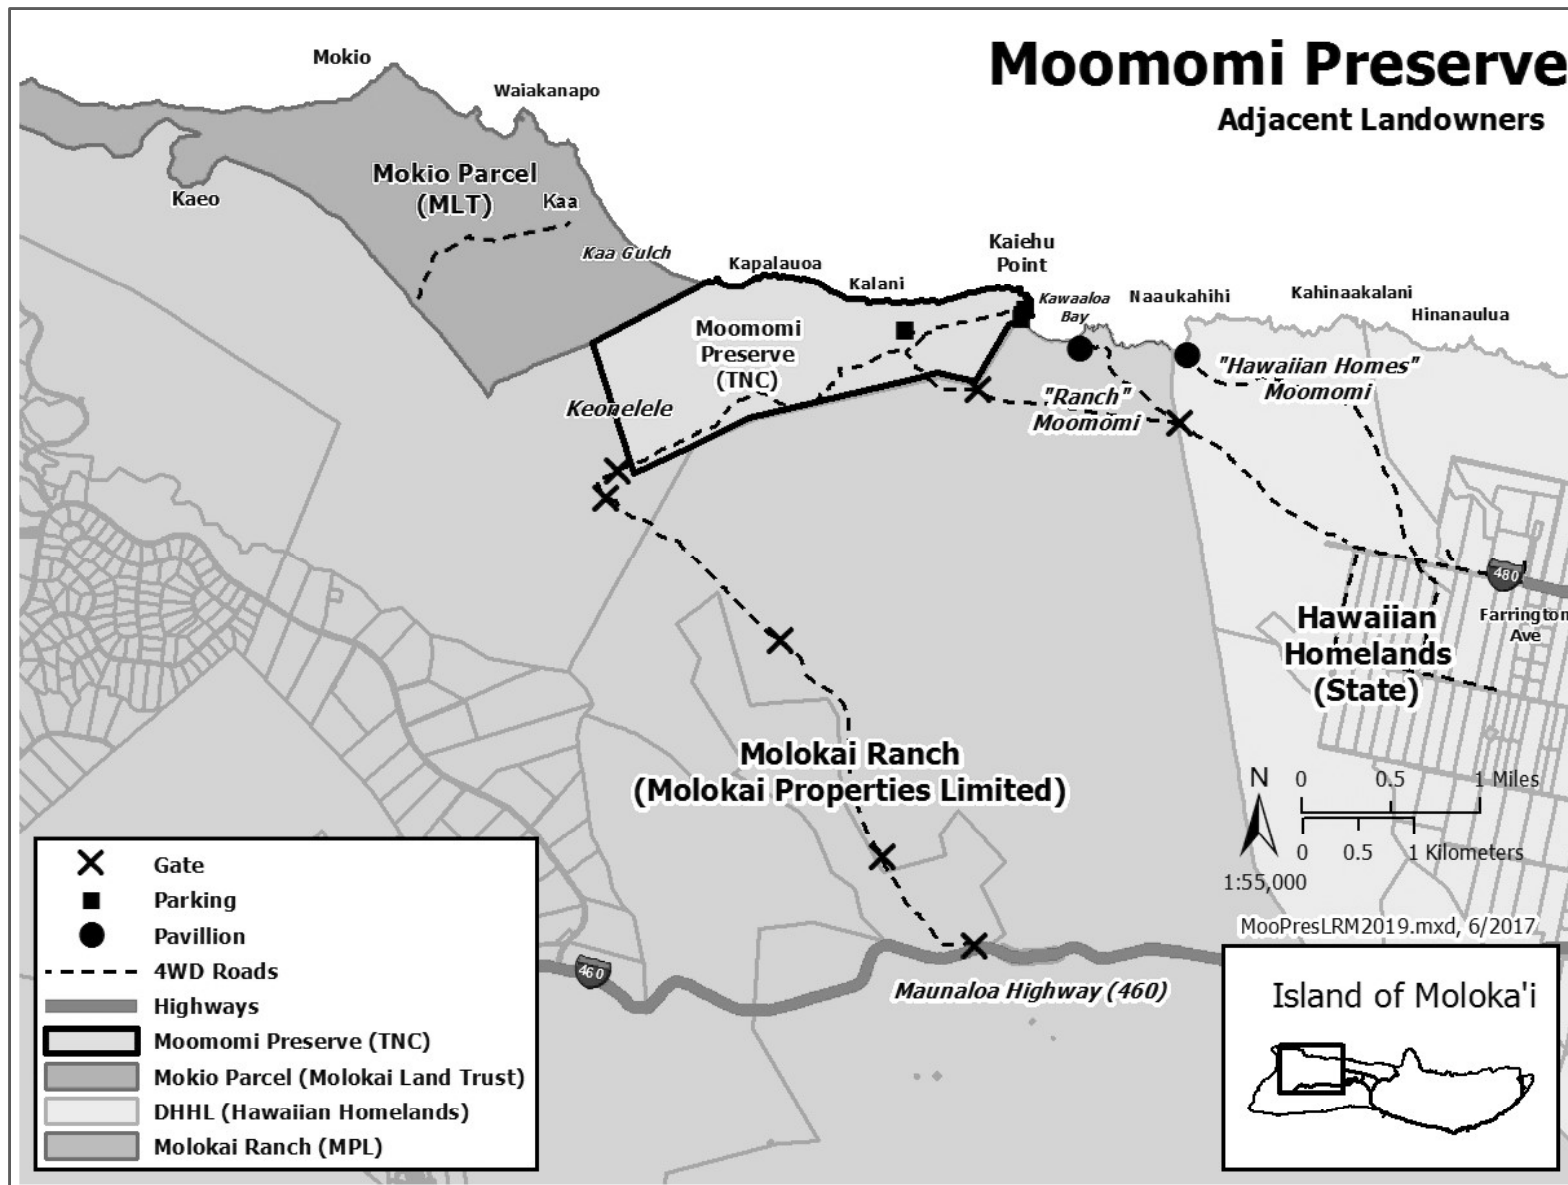 Moomomi Preserve
Adjacent Landowners
Mokio
Waiakanapo
Mokio Parcel
(MLT)
Kaa
Kaeo
Kaa Gulch
Kapalauoa
Kalani
Kaiehu
Point
Kawaaloa
Bay
Naaukahihi
Kahinaakalani
Hinanaulua
Moomomi
Preserve
(TNC)
Keonelele
"Ranch"
Moomomi
"Hawaiian Homes"
Moomomi
480
Farrington
Ave
Hawaiian
Homelands
(State)
Molokai Ranch
(Molokai Properties Limited)
N
0 0.5 1 Miles
0 0.5 1 Kilometers
1:55,000
MooPresLRM2019.mxd, 6/2017
460
Maunaloa Highway (460)
Gate
Parking
Pavillion
4WD Roads
Highways
Moomomi Preserve (TNC)
Mokio Parcel (Molokai Land Trust)
DHHL (Hawaiian Homelands)
Molokai Ranch (MPL)
Island of Moloka'i